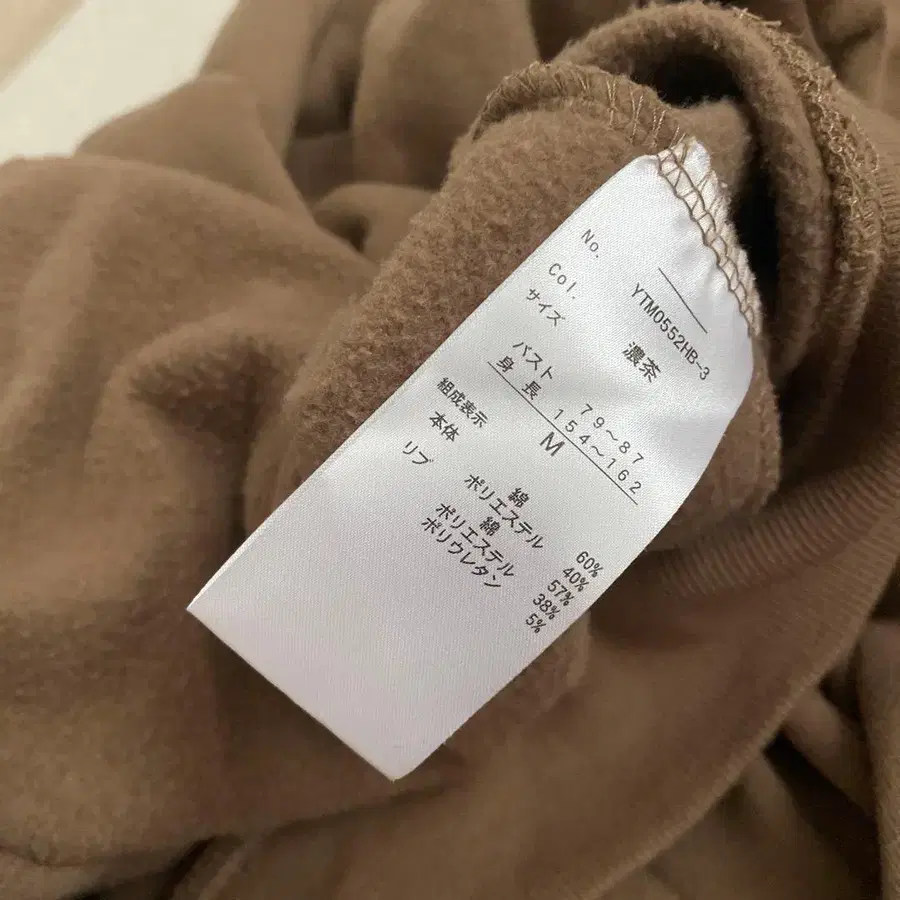 No. YTM0552HB-3
Col. 濃茶
サイズ
バスト 79～87
身長 154～162
M
組成表示
本体 綿 60%
ポリエステル 40%
リブ 綿 57%
ポリエステル 38%
ポリウレタン 5%